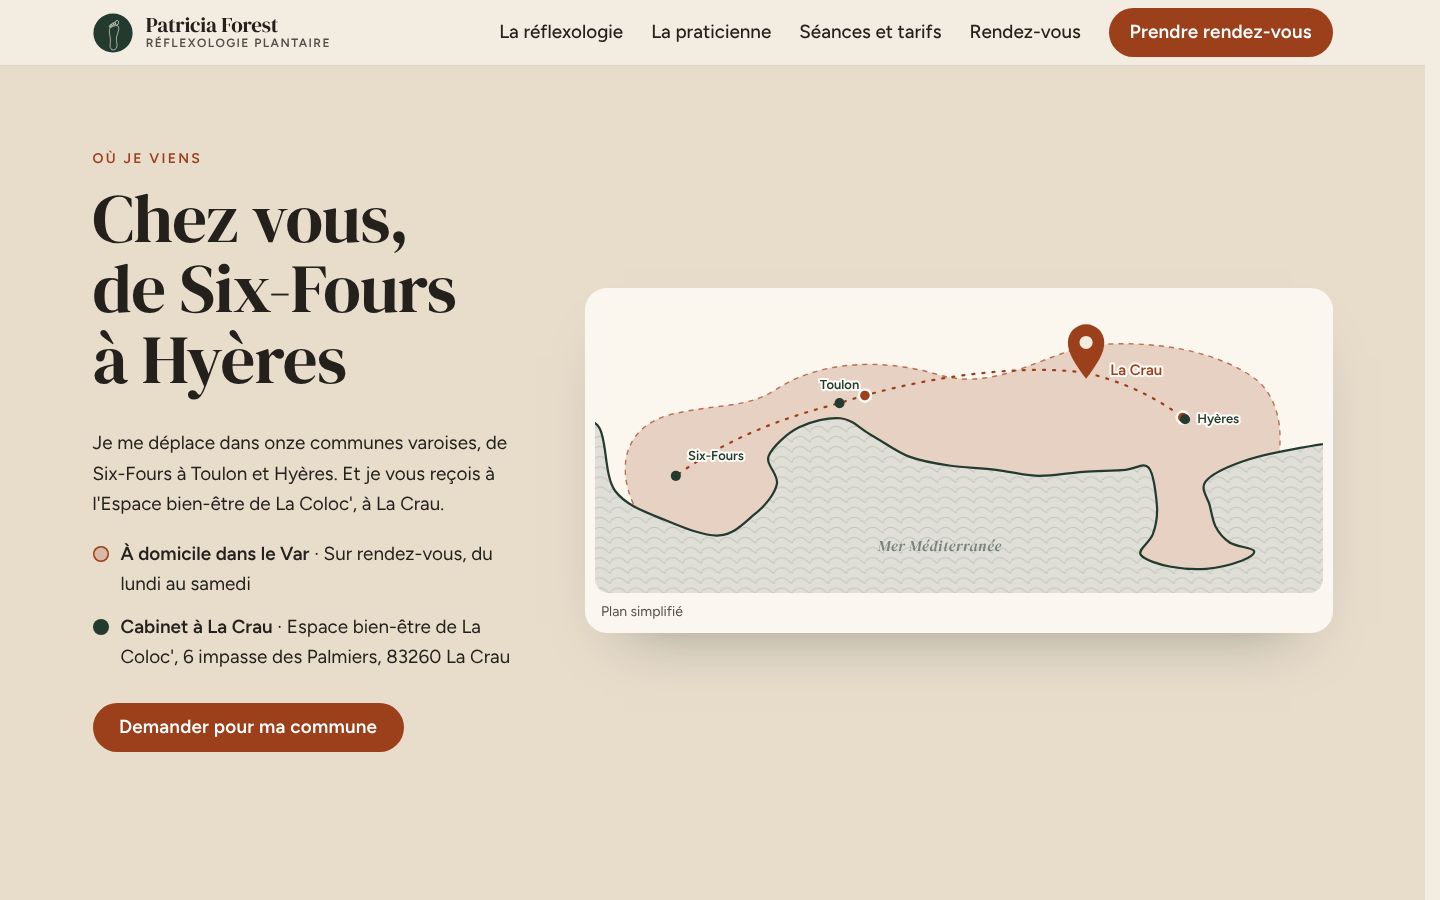 Patricia Forest
RÉFLEXOLOGIE PLANTAIRE
La réflexologie
La praticienne
Séances et tarifs
Rendez-vous
Prendre rendez-vous
OÙ JE VIENS
Chez vous,
de Six-Fours
à Hyères
Je me déplace dans onze communes varoises, de
Six-Fours à Toulon et Hyères. Et je vous reçois à
l'Espace bien-être de La Coloc', à La Crau.
À domicile dans le Var · Sur rendez-vous, du
lundi au samedi
Cabinet à La Crau · Espace bien-être de La
Coloc', 6 impasse des Palmiers, 83260 La Crau
Demander pour ma commune
La Crau
Toulon
Hyères
Six-Fours
Mer Méditerranée
Plan simplifié